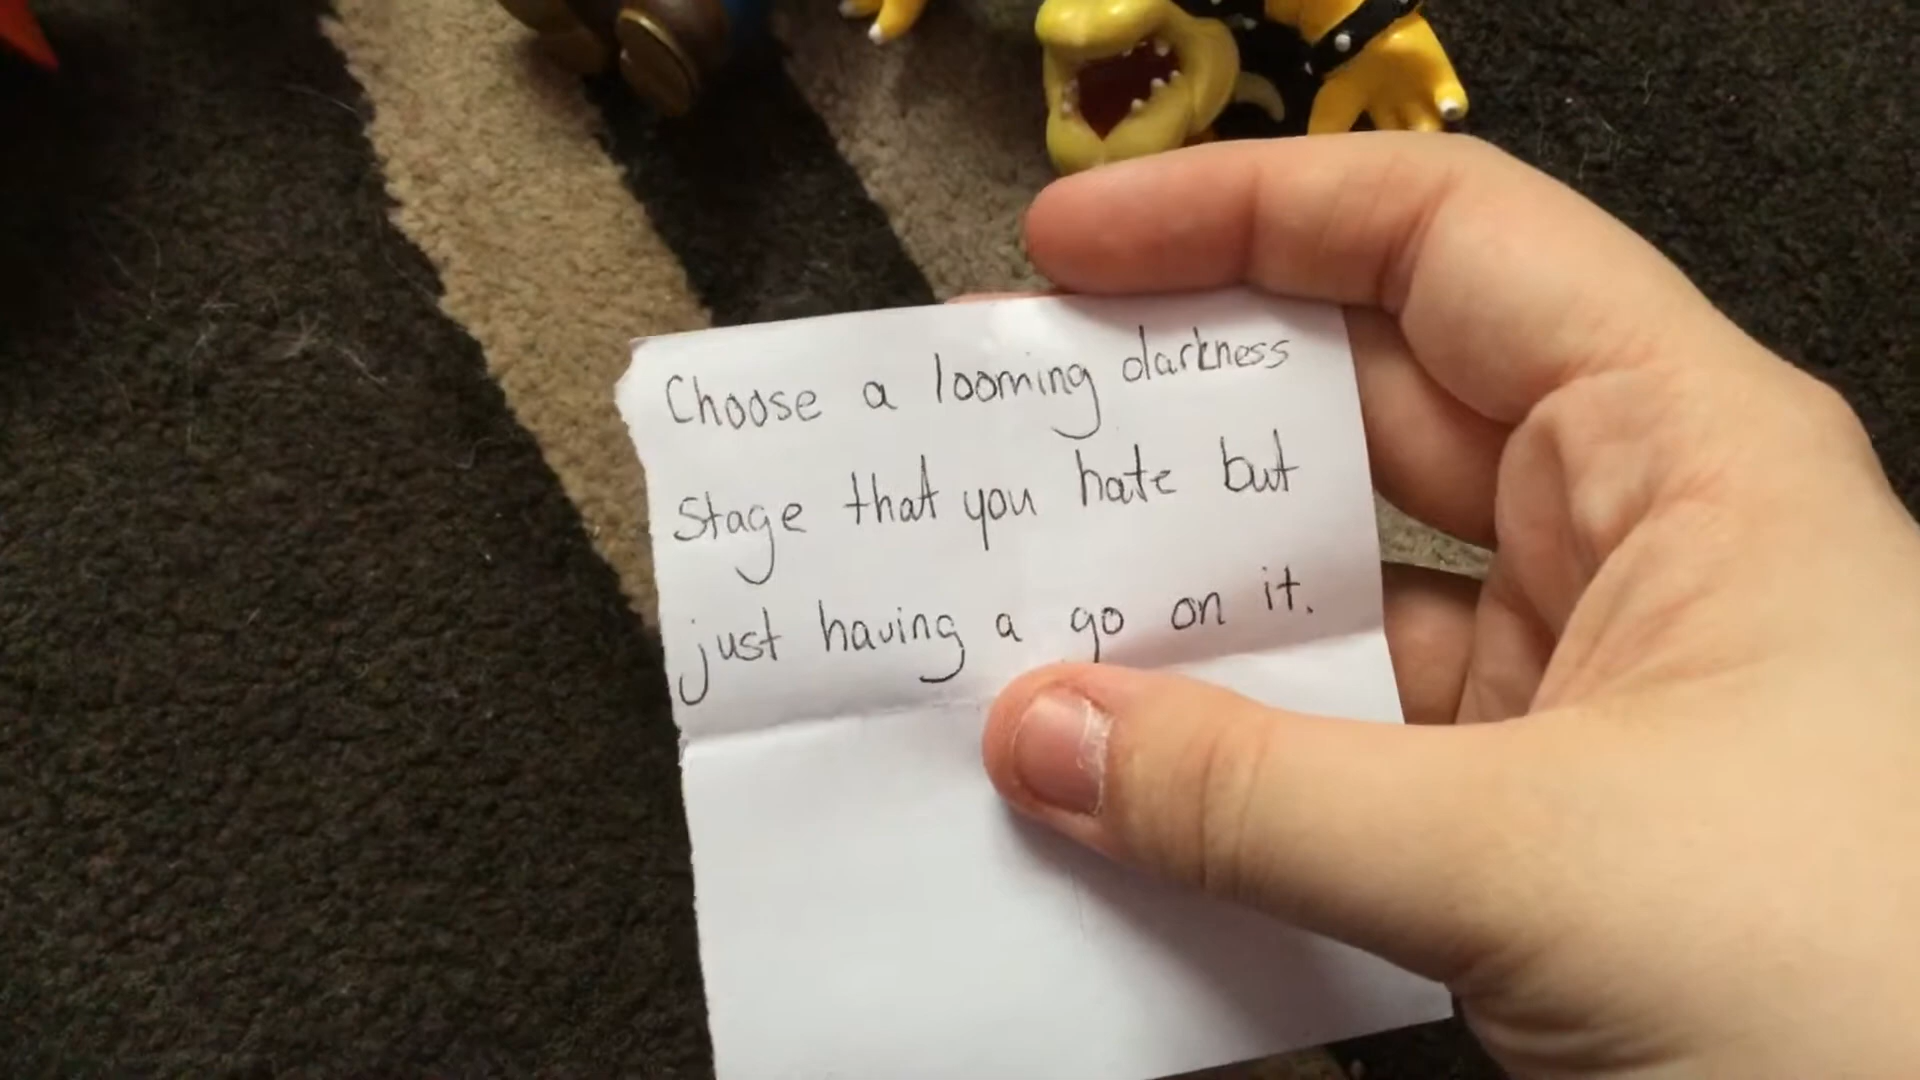 Choose a looming darkness
stage that you hate but
just having a go on it.